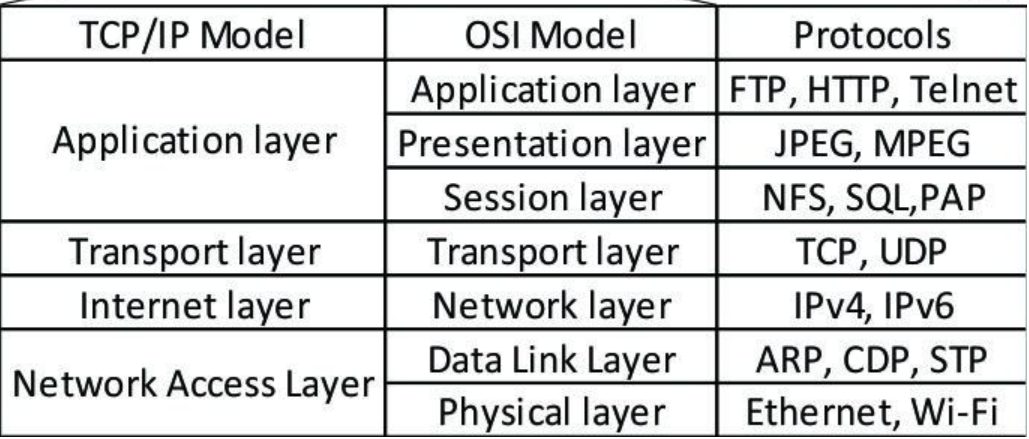 TCP/IP Model OSI Model Protocols
Application layer
Application layer FTP, HTTP, Telnet
Presentation layer JPEG, MPEG
Session layer NFS, SQL,PAP
Transport layer Transport layer TCP, UDP
Internet layer Network layer IPv4, IPv6
Network Access Layer
Data Link Layer ARP, CDP, STP
Physical layer Ethernet, Wi-Fi